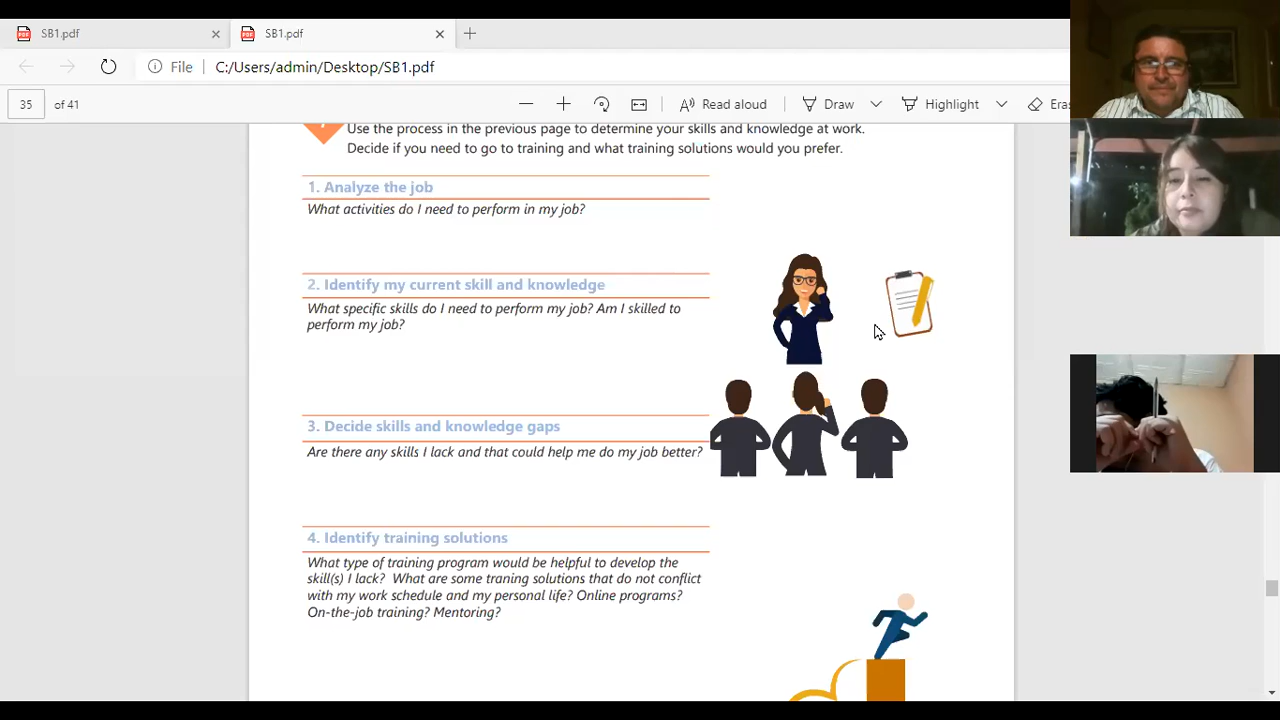 SB1.pdf
SB1.pdf
File C:/Users/admin/Desktop/SB1.pdf
35 of 41 Read aloud Draw Highlight Eras
Use the process in the previous page to determine your skills and knowledge at work.
Decide if you need to go to training and what training solutions would you prefer.
1. Analyze the job
What activities do I need to perform in my job?
2. Identify my current skill and knowledge
What specific skills do I need to perform my job? Am I skilled to
perform my job?
3. Decide skills and knowledge gaps
Are there any skills I lack and that could help me do my job better?
4. Identify training solutions
What type of training program would be helpful to develop the
skill(s) I lack? What are some traning solutions that do not conflict
with my work schedule and my personal life? Online programs?
On-the-job training? Mentoring?